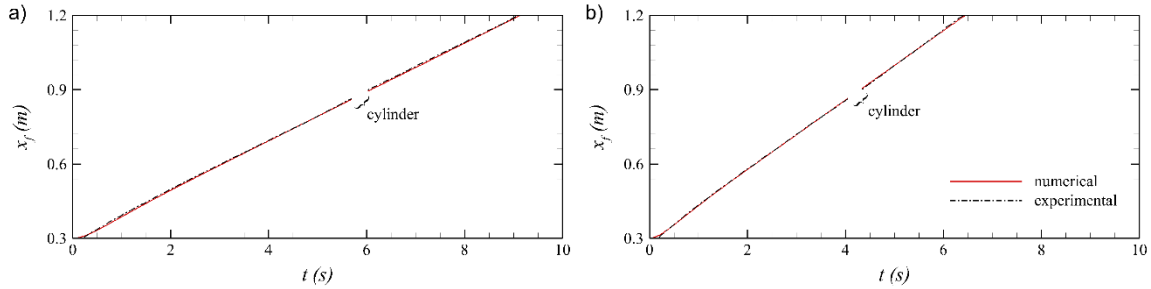 a)
1.2
0.9
0.6
0.3
x_f (m)
cylinder
0 2 4 6 8 10
t (s)
b)
1.2
0.9
0.6
0.3
x_f (m)
cylinder
numerical
experimental
0 2 4 6 8 10
t (s)